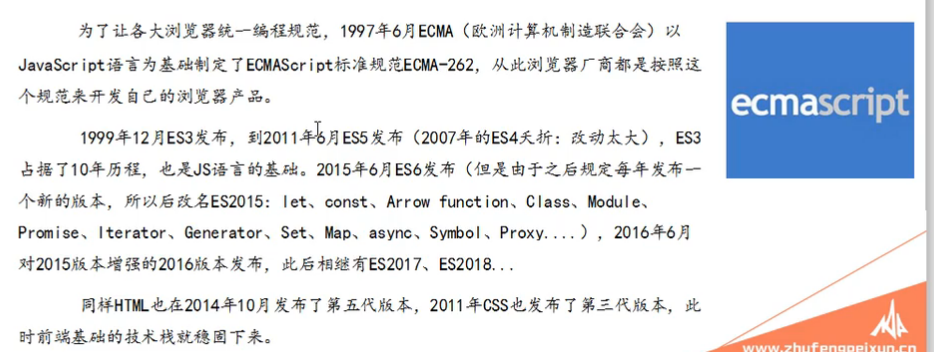 为了让各大浏览器统一编程规范，1997年6月ECMA（欧洲计算机制造联合会）以
JavaScript语言为基础制定了ECMAScript标准规范ECMA-262，从此浏览器厂商都是按照这
个规范来开发自己的浏览器产品。
ecmascript
1999年12月ES3发布，到2011年6月ES5发布（2007年的ES4夭折：改动太大），ES3
占据了10年历程，也是JS语言的基础。2015年6月ES6发布（但是由于之后规定每年发布一
个新的版本，所以后改名ES2015：let、const、Arrow function、Class、Module、
Promise、Iterator、Generator、Set、Map、async、Symbol、Proxy....），2016年6月
对2015版本增强的2016版本发布，此后相继有ES2017、ES2018...
同样HTML也在2014年10月发布了第五代版本，2011年CSS也发布了第三代版本，此
时前端基础的技术栈就稳固下来。
www.zhufengpeixun.cn